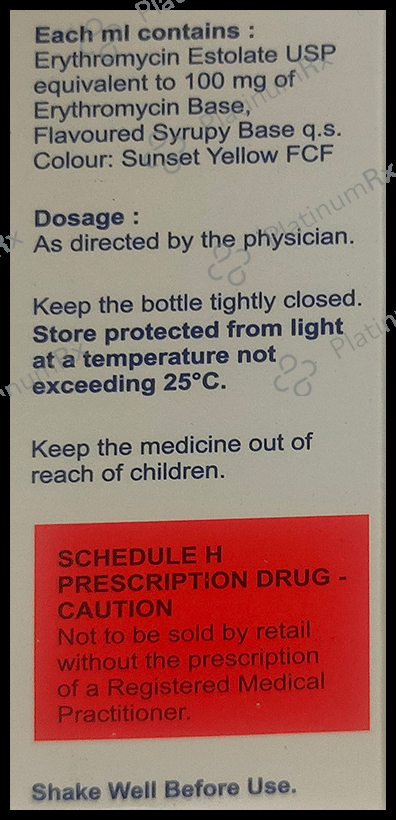 Each ml contains :
Erythromycin Estolate USP
equivalent to 100 mg of
Erythromycin Base,
Flavoured Syrupy Base q.s.
Colour: Sunset Yellow FCF
Dosage :
As directed by the physician.
Keep the bottle tightly closed.
Store protected from light
at a temperature not
exceeding 25°C.
Keep the medicine out of
reach of children.
SCHEDULE H
PRESCRIPTION DRUG -
CAUTION
Not to be sold by retail
without the prescription
of a Registered Medical
Practitioner.
Shake Well Before Use.
PlatinumRx
PlatinumRx